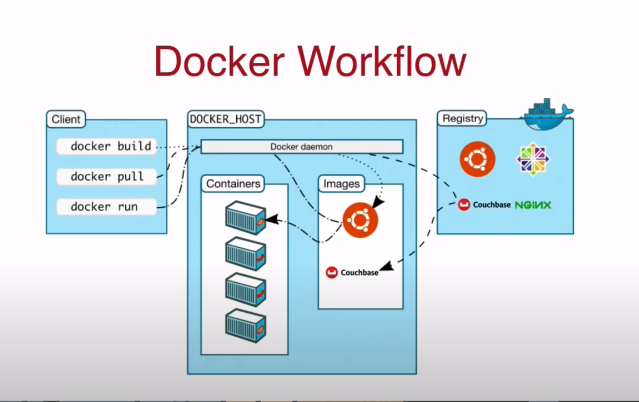 Docker Workflow
Client
docker build
docker pull
docker run
DOCKER_HOST
Docker daemon
Containers
Images
Couchbase
Registry
Couchbase NGINX